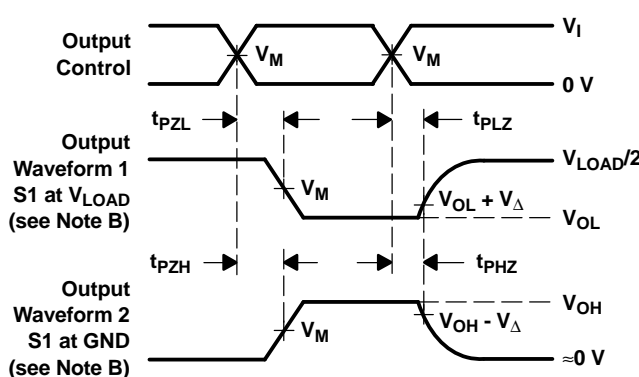 Output
Control
V_M
V_M
V_I
0 V
t_PZL
t_PLZ
Output
Waveform 1
S1 at V_LOAD
(see Note B)
V_M
V_LOAD/2
V_OL + V_Δ
V_OL
t_PZH
t_PHZ
Output
Waveform 2
S1 at GND
(see Note B)
V_M
V_OH
V_OH - V_Δ
≈0 V